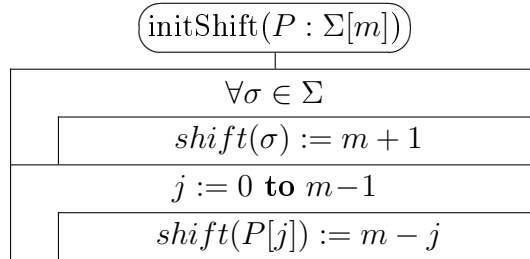 initShift(P : Σ[m])
∀σ ∈ Σ
shift(σ) := m + 1
j := 0 to m−1
shift(P[j]) := m − j